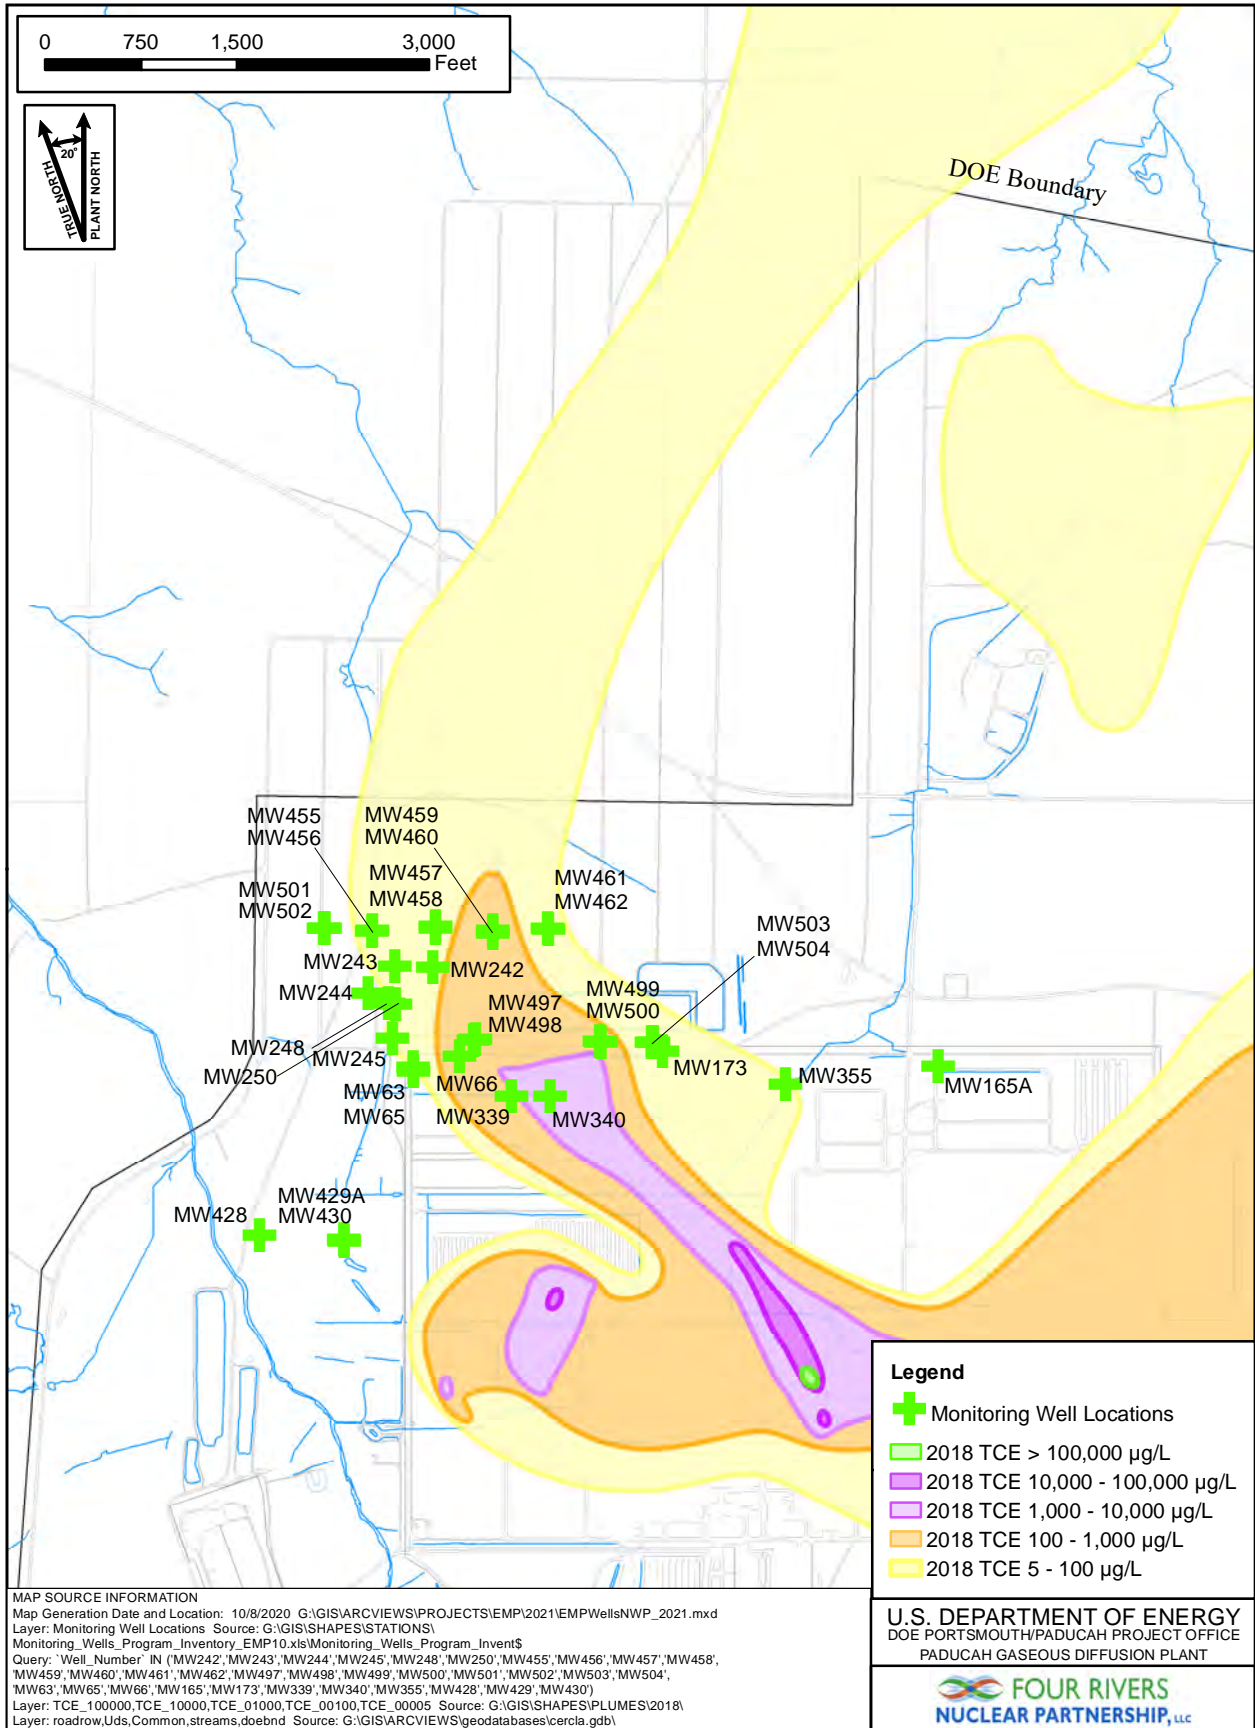 0 750 1,500 3,000
Feet
20°
TRUE NORTH
PLANT NORTH
DOE Boundary
MW455
MW456
MW459
MW460
MW457
MW458
MW461
MW462
MW501
MW502
MW503
MW504
MW243
MW242
MW244
MW497
MW498
MW499
MW500
MW248
MW245
MW250
MW173
MW63
MW65
MW66
MW339
MW340
MW355
MW165A
MW428
MW429A
MW430
Legend
Monitoring Well Locations
2018 TCE > 100,000 µg/L
2018 TCE 10,000 - 100,000 µg/L
2018 TCE 1,000 - 10,000 µg/L
2018 TCE 100 - 1,000 µg/L
2018 TCE 5 - 100 µg/L
MAP SOURCE INFORMATION
Map Generation Date and Location: 10/8/2020 G:\GIS\ARCVIEWS\PROJECTS\EMP\2021\EMPWellsNWP_2021.mxd
Layer: Monitoring Well Locations Source: G:\GIS\SHAPES\STATIONS\
Monitoring_Wells_Program_Inventory_EMP10.xls\Monitoring_Wells_Program_Invent$
Query: `Well_Number` IN ('MW242','MW243','MW244','MW245','MW248','MW250','MW455','MW456','MW457','MW458',
'MW459','MW460','MW461','MW462','MW497','MW498','MW499','MW500','MW501','MW502','MW503','MW504',
'MW63','MW65','MW66','MW165','MW173','MW339','MW340','MW355','MW428','MW429','MW430')
Layer: TCE_100000,TCE_10000,TCE_01000,TCE_00100,TCE_00005 Source: G:\GIS\SHAPES\PLUMES\2018\
Layer: roadrow,Uds,Common,streams,doebnd Source: G:\GIS\ARCVIEWS\geodatabases\cercla.gdb\
U.S. DEPARTMENT OF ENERGY
DOE PORTSMOUTH/PADUCAH PROJECT OFFICE
PADUCAH GASEOUS DIFFUSION PLANT
FOUR RIVERS
NUCLEAR PARTNERSHIP, LLC